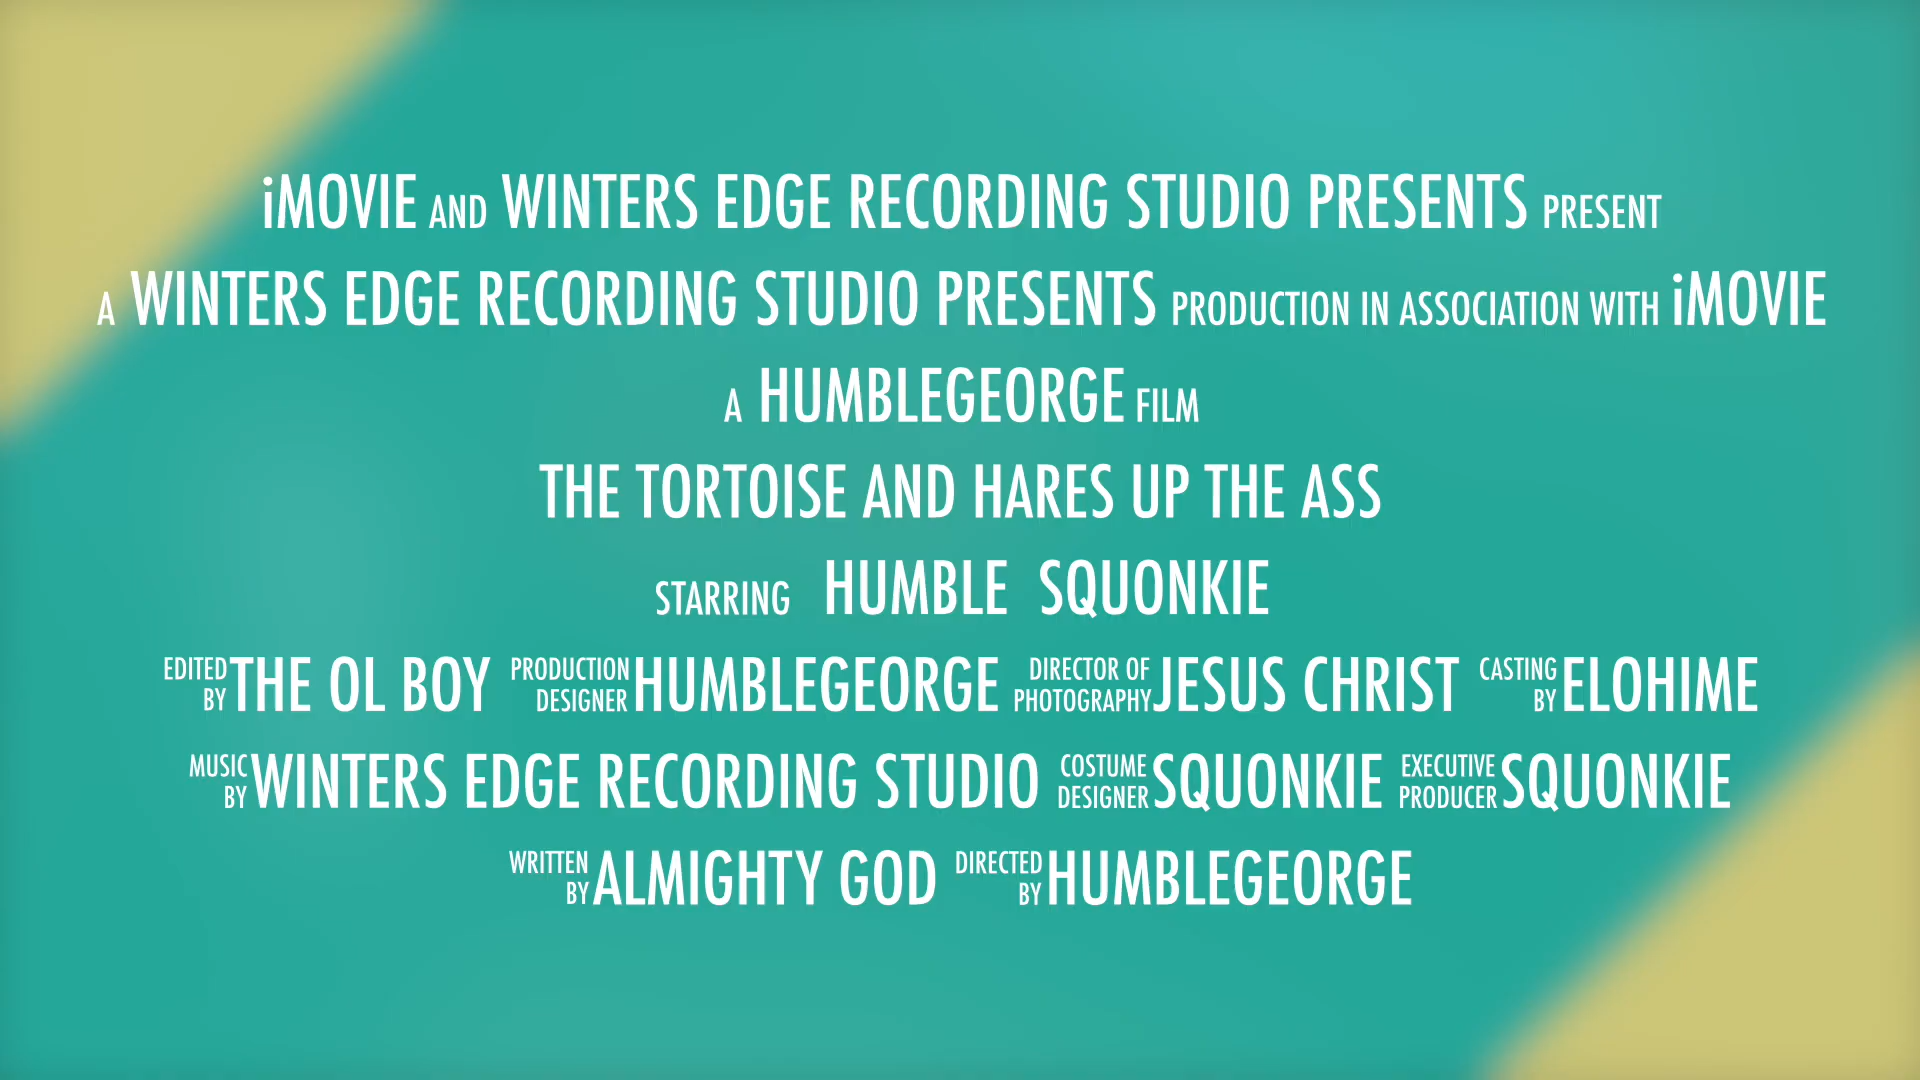 iMOVIE AND WINTERS EDGE RECORDING STUDIO PRESENTS PRESENT
A WINTERS EDGE RECORDING STUDIO PRESENTS PRODUCTION IN ASSOCIATION WITH iMOVIE
A HUMBLEGEORGE FILM
THE TORTOISE AND HARES UP THE ASS
STARRING HUMBLE SQUONKIE
EDITED BY THE OL BOY PRODUCTION DESIGNER HUMBLEGEORGE DIRECTOR OF PHOTOGRAPHY JESUS CHRIST CASTING BY ELOHIME
MUSIC BY WINTERS EDGE RECORDING STUDIO COSTUME DESIGNER SQUONKIE EXECUTIVE PRODUCER SQUONKIE
WRITTEN BY ALMIGHTY GOD DIRECTED BY HUMBLEGEORGE